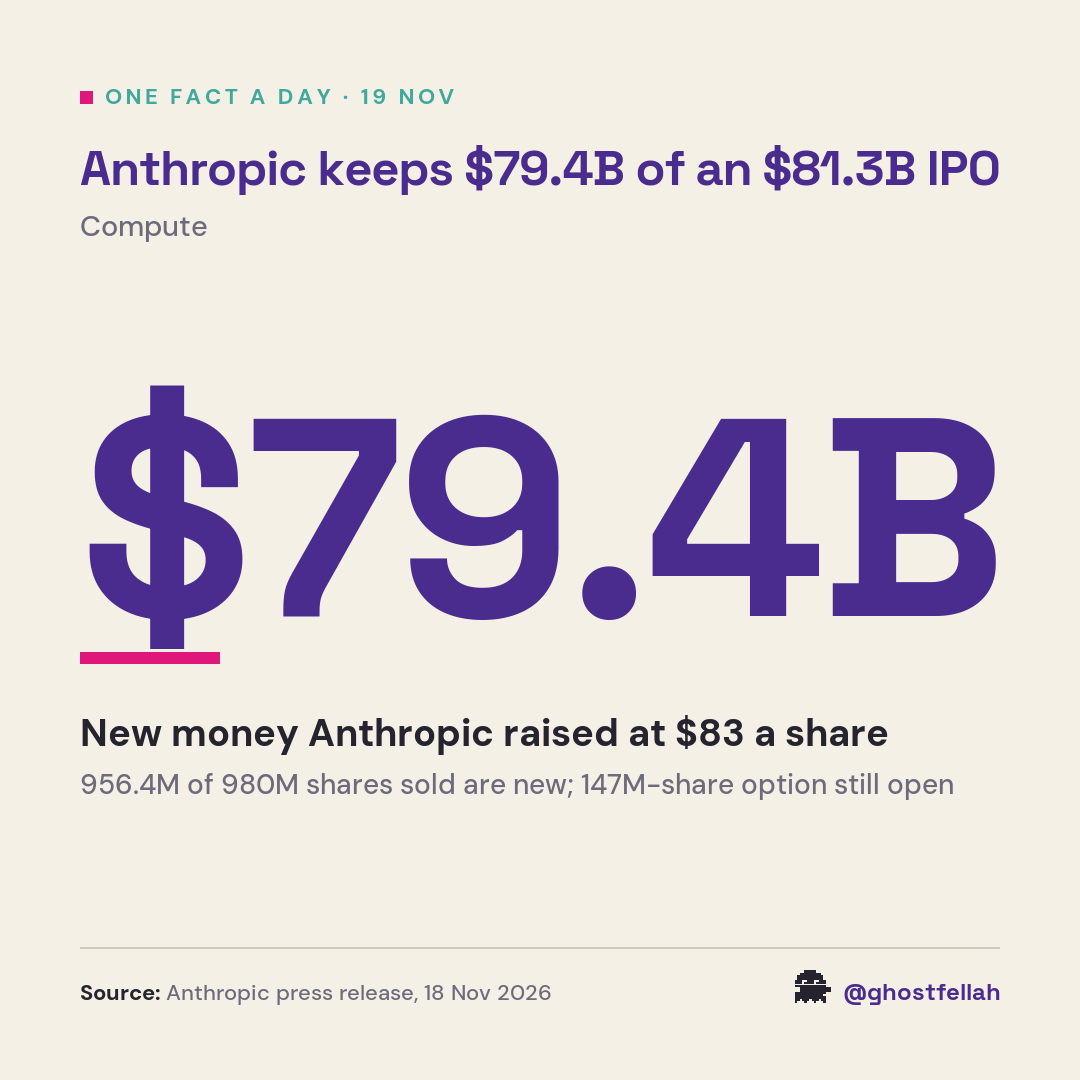 ONE FACT A DAY · 19 NOV
Anthropic keeps $79.4B of an $81.3B IPO
Compute
$79.4B
New money Anthropic raised at $83 a share
956.4M of 980M shares sold are new; 147M-share option still open
Source: Anthropic press release, 18 Nov 2026
@ghostfellah